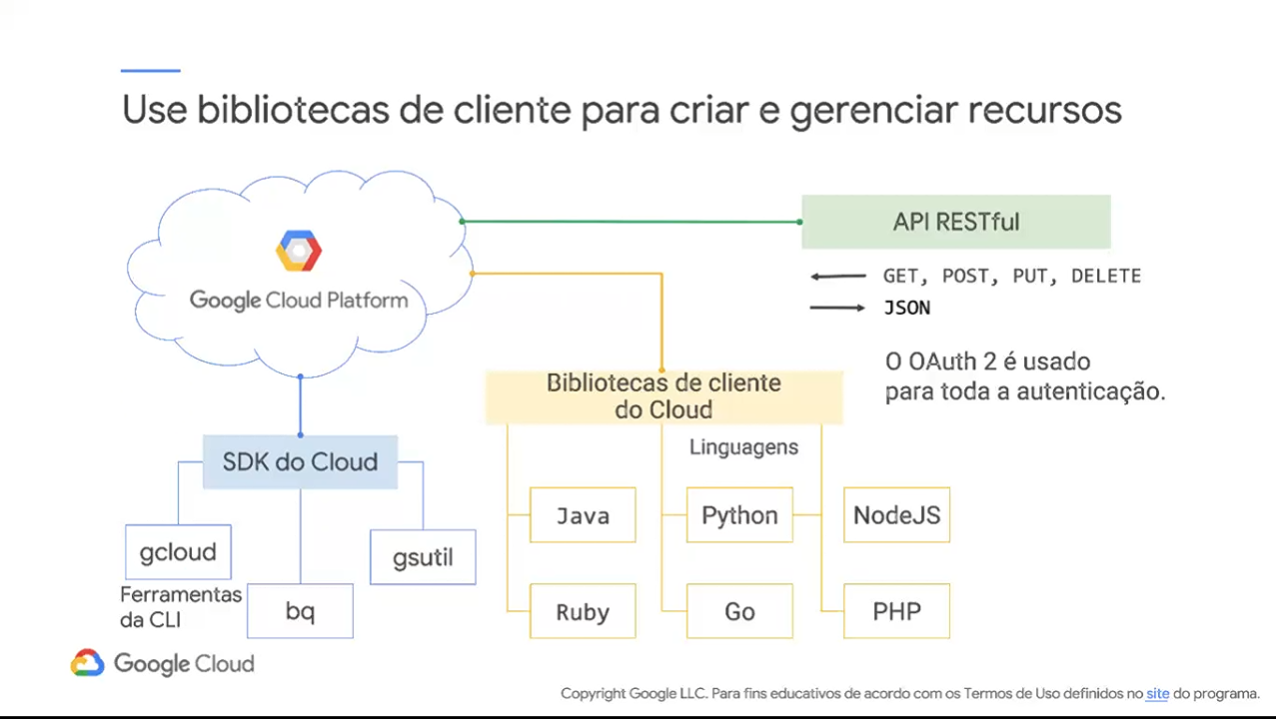 Use bibliotecas de cliente para criar e gerenciar recursos
Google Cloud Platform
API RESTful
GET, POST, PUT, DELETE
JSON
O OAuth 2 é usado
para toda a autenticação.
Bibliotecas de cliente
do Cloud
Linguagens
SDK do Cloud
Java
Python
NodeJS
gcloud
gsutil
Ferramentas
da CLI
bq
Ruby
Go
PHP
Google Cloud
Copyright Google LLC. Para fins educativos de acordo com os Termos de Uso definidos no site do programa.